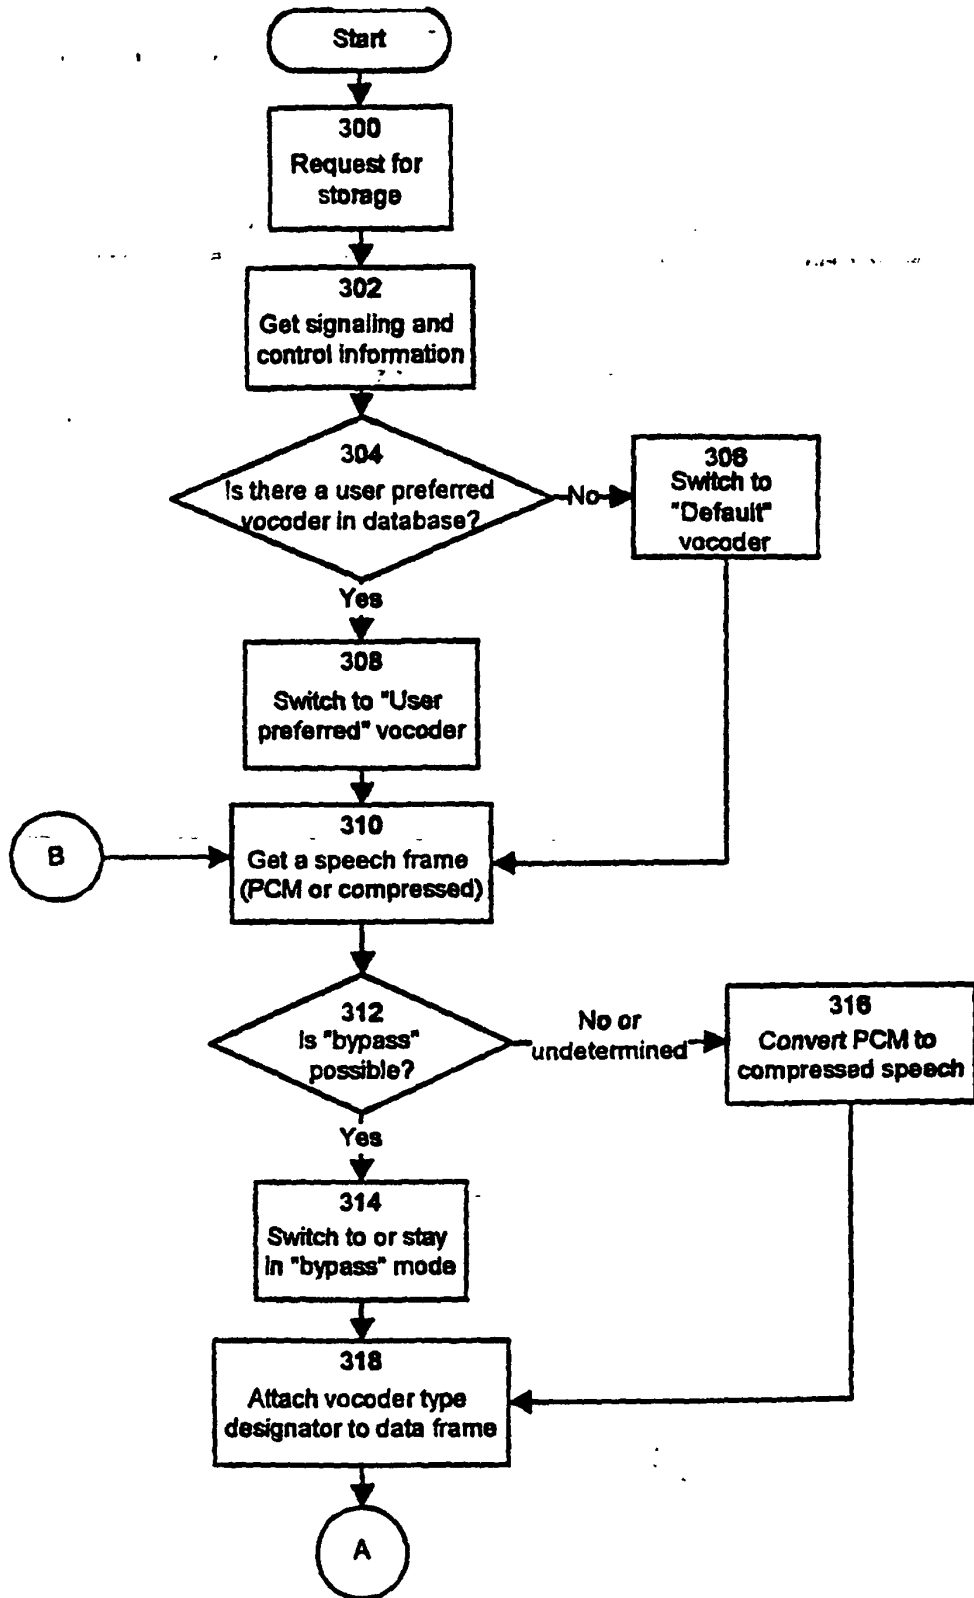 Start
300
Request for
storage
302
Get signaling and
control information
304
Is there a user preferred
vocoder in database?
No
306
Switch to
"Default"
vocoder
Yes
308
Switch to "User
preferred" vocoder
B
310
Get a speech frame
(PCM or compressed)
312
Is "bypass"
possible?
No or
undetermined
316
Convert PCM to
compressed speech
Yes
314
Switch to or stay
in "bypass" mode
318
Attach vocoder type
designator to data frame
A